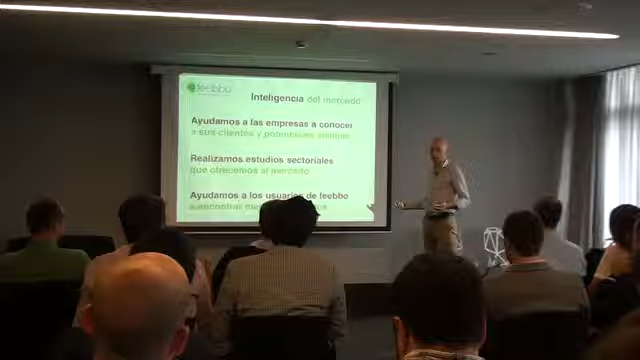 feebbo
Inteligencia del mercado
Ayudamos a las empresas a conocer
a sus clientes y potenciales
Realizamos estudios sectoriales
que ofrecemos al mercado
Ayudamos a los usuarios de feebbo
a encontrar